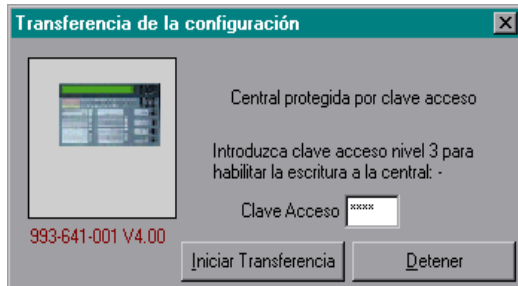 Transferencia de la configuración
Central protegida por clave acceso
Introduzca clave acceso nivel 3 para
habilitar la escritura a la central: -
Clave Acceso ****
993-641-001 V4.00
Iniciar Transferencia
Detener